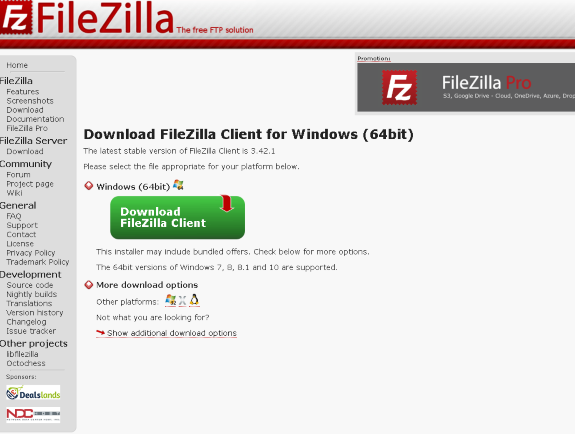 Fz FileZilla The free FTP solution
Home
FileZilla
Features
Screenshots
Download
Documentation
FileZilla Pro
FileZilla Server
Download
Community
Forum
Project page
Wiki
General
FAQ
Support
Contact
License
Privacy Policy
Trademark Policy
Development
Source code
Nightly builds
Translations
Version history
Changelog
Issue tracker
Other projects
libfilezilla
Octochess
Sponsors:
Dealslands
NDC
Promotion:
Fz FileZilla Pro
S3, Google Drive - Cloud, OneDrive, Azure, Drop
Download FileZilla Client for Windows (64bit)
The latest stable version of FileZilla Client is 3.42.1
Please select the file appropriate for your platform below.
Windows (64bit)
Download
FileZilla Client
This installer may include bundled offers. Check below for more options.
The 64bit versions of Windows 7, 8, 8.1 and 10 are supported.
More download options
Other platforms:
Not what you are looking for?
Show additional download options